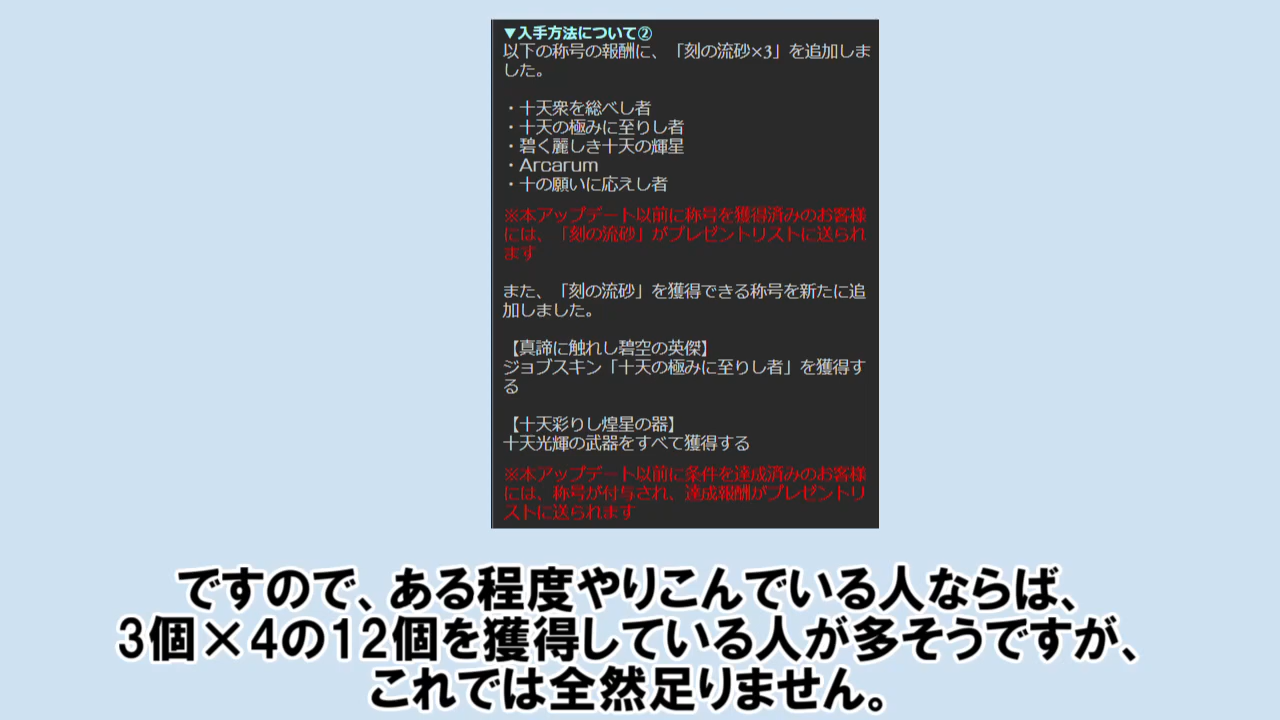 ▼入手方法について②
以下の称号の報酬に、「刻の流砂×3」を追加しま
した。
・十天衆を総べし者
・十天の極みに至りし者
・碧く麗しき十天の輝星
・Arcarum
・十の願いに応えし者
※本アップデート以前に称号を獲得済みのお客様
には、「刻の流砂」がプレゼントリストに送られ
ます
また、「刻の流砂」を獲得できる称号を新たに追
加しました。
【真諦に触れし碧空の英傑】
ジョブスキン「十天の極みに至りし者」を獲得す
る
【十天彩りし煌星の器】
十天光輝の武器をすべて獲得する
※本アップデート以前に条件を達成済みのお客様
には、称号が付与され、達成報酬がプレゼントリ
ストに送られます
ですので、ある程度やりこんでいる人ならば、
3個×4の12個を獲得している人が多そうですが、
これでは全然足りません。